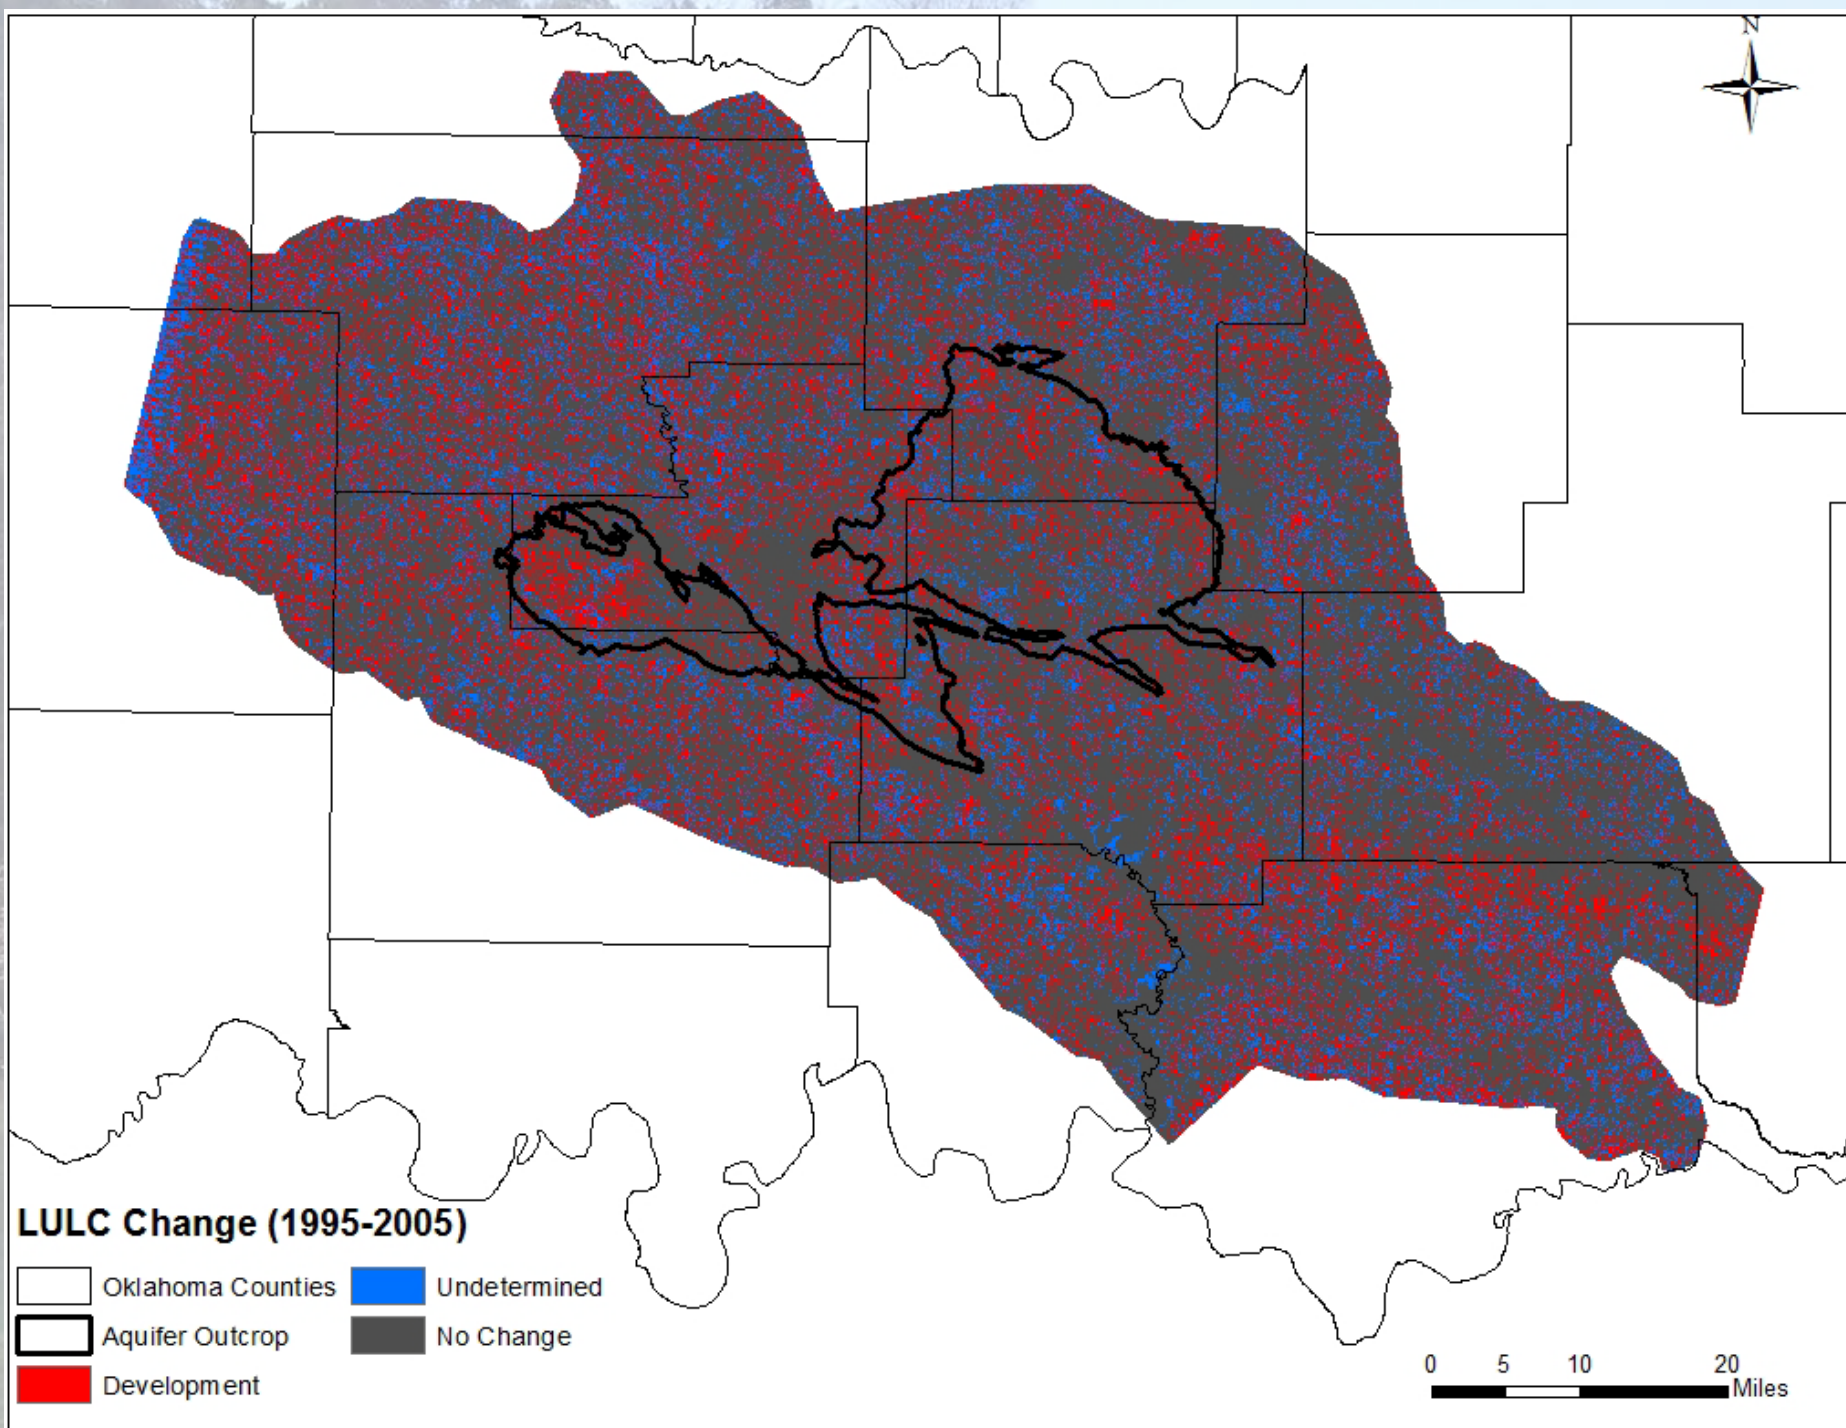 N
LULC Change (1995-2005)
Oklahoma Counties
Undetermined
Aquifer Outcrop
No Change
Development
0 5 10 20
Miles